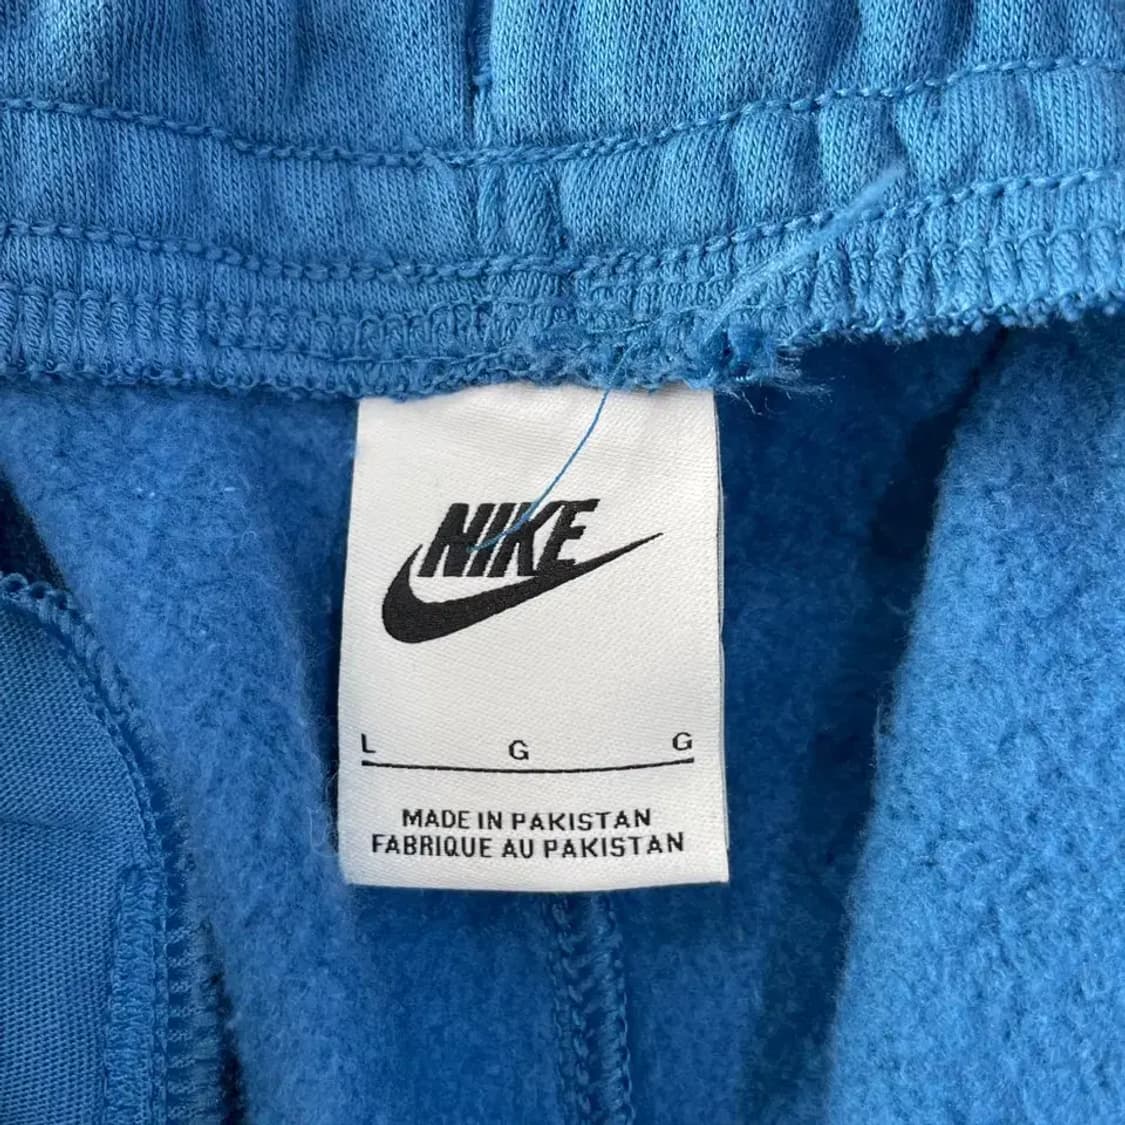 NIKE
L G G
MADE IN PAKISTAN
FABRIQUE AU PAKISTAN